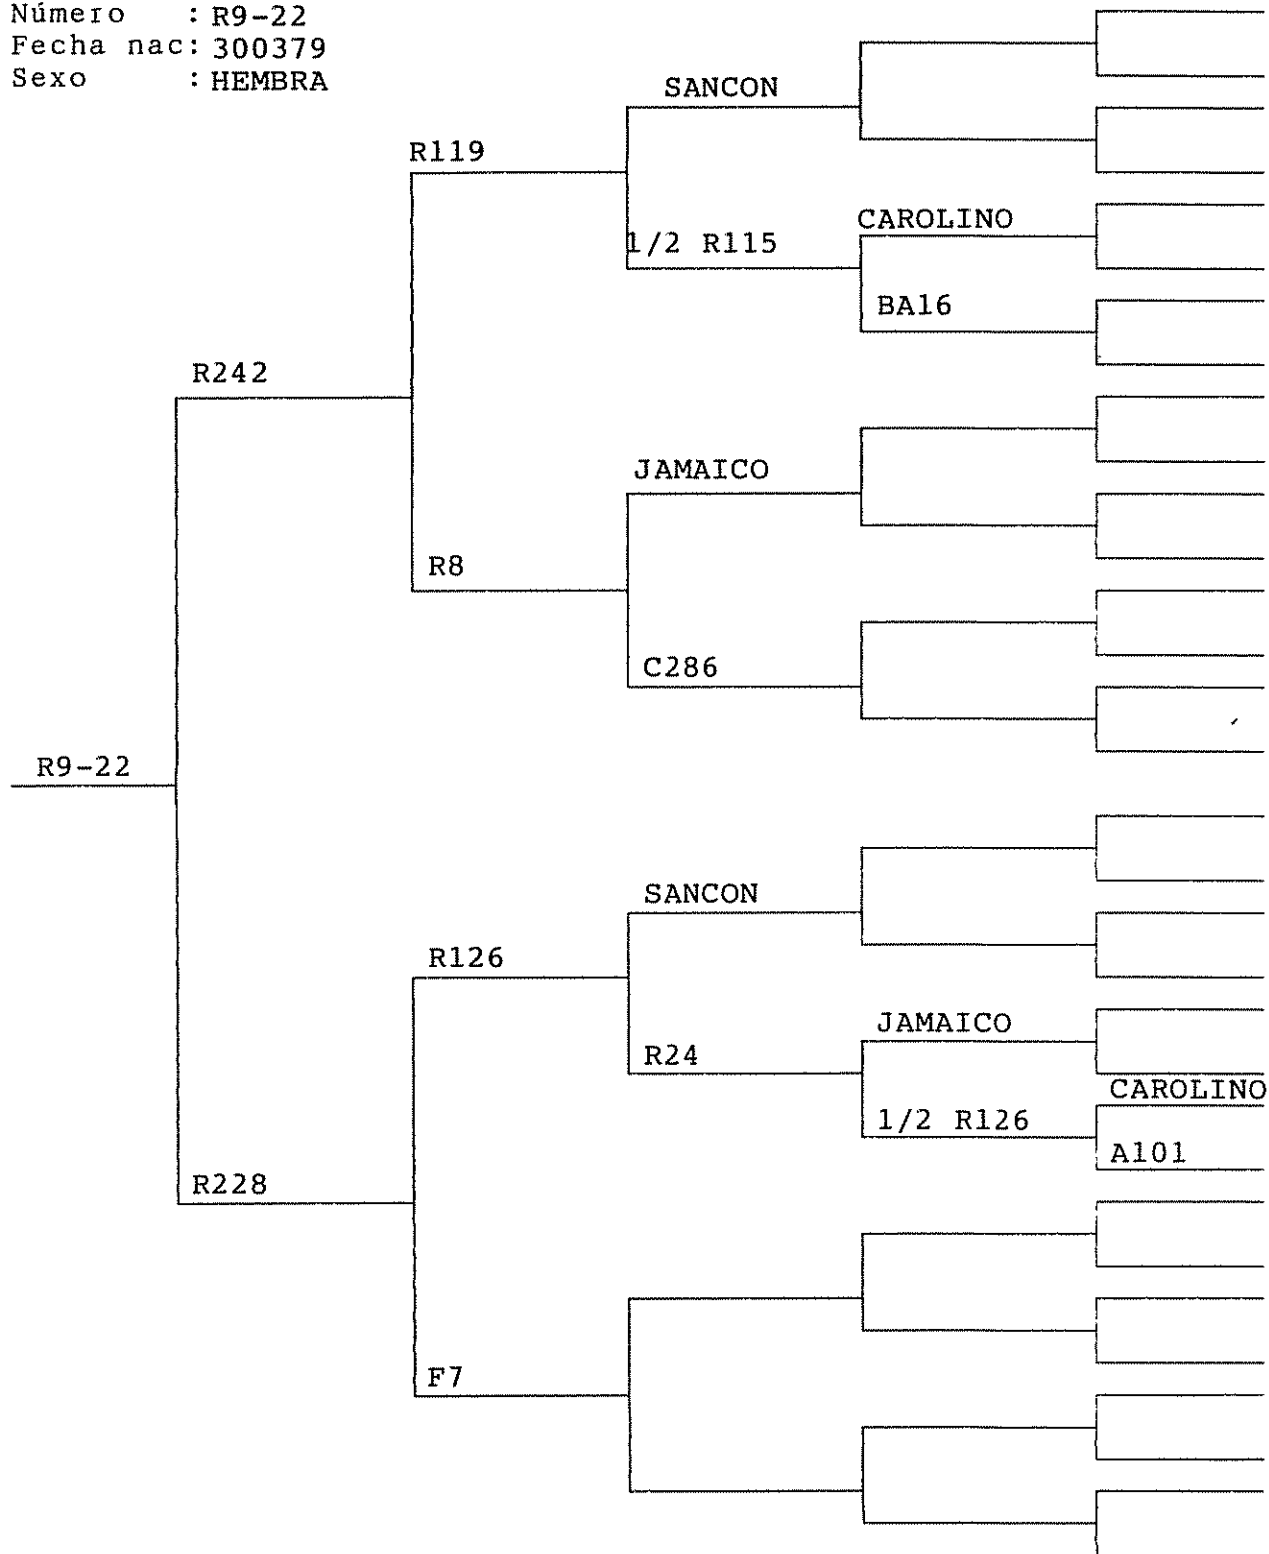 Número : R9-22
Fecha nac: 300379
Sexo : HEMBRA
SANCON
R119
CAROLINO
1/2 R115
BA16
R242
JAMAICO
R8
C286
R9-22
SANCON
R126
JAMAICO
R24
CAROLINO
1/2 R126
A101
R228
F7